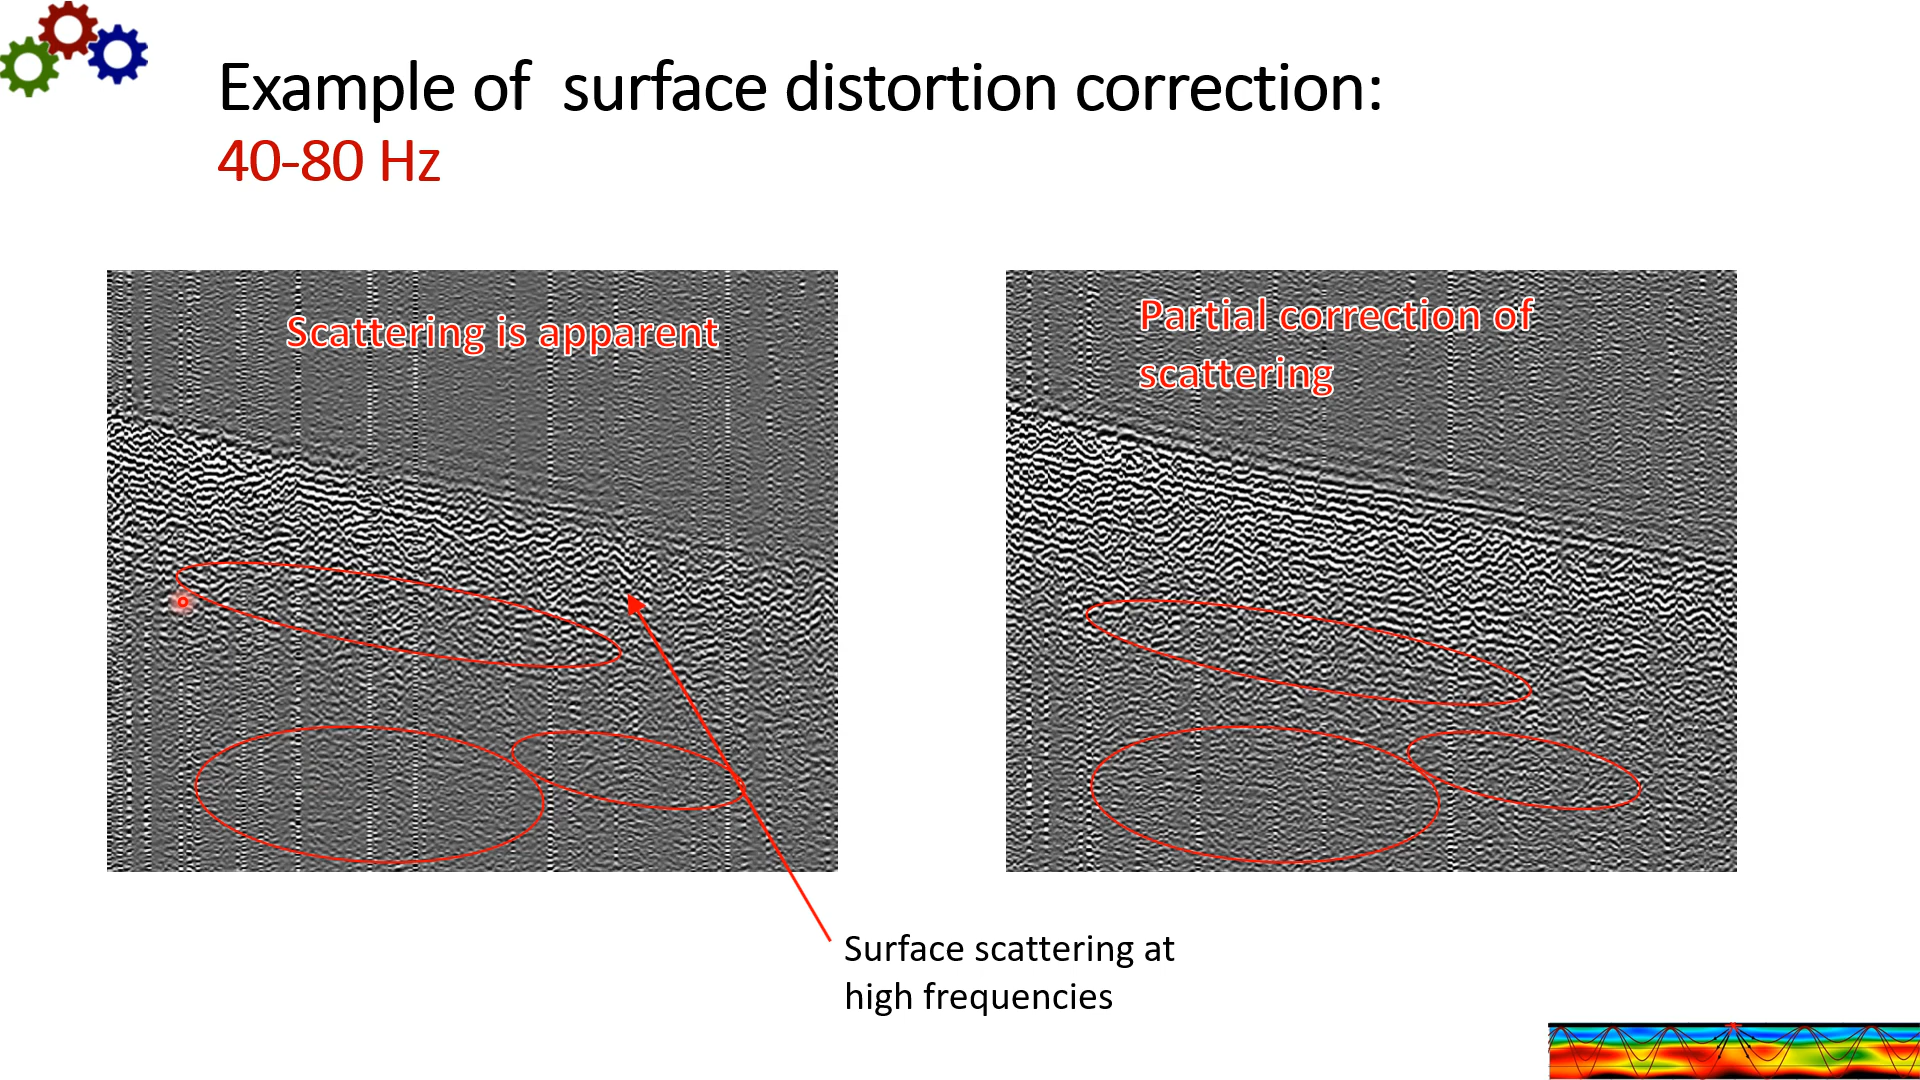 Example of surface distortion correction:
40-80 Hz
Scattering is apparent
Partial correction of
scattering
Surface scattering at
high frequencies